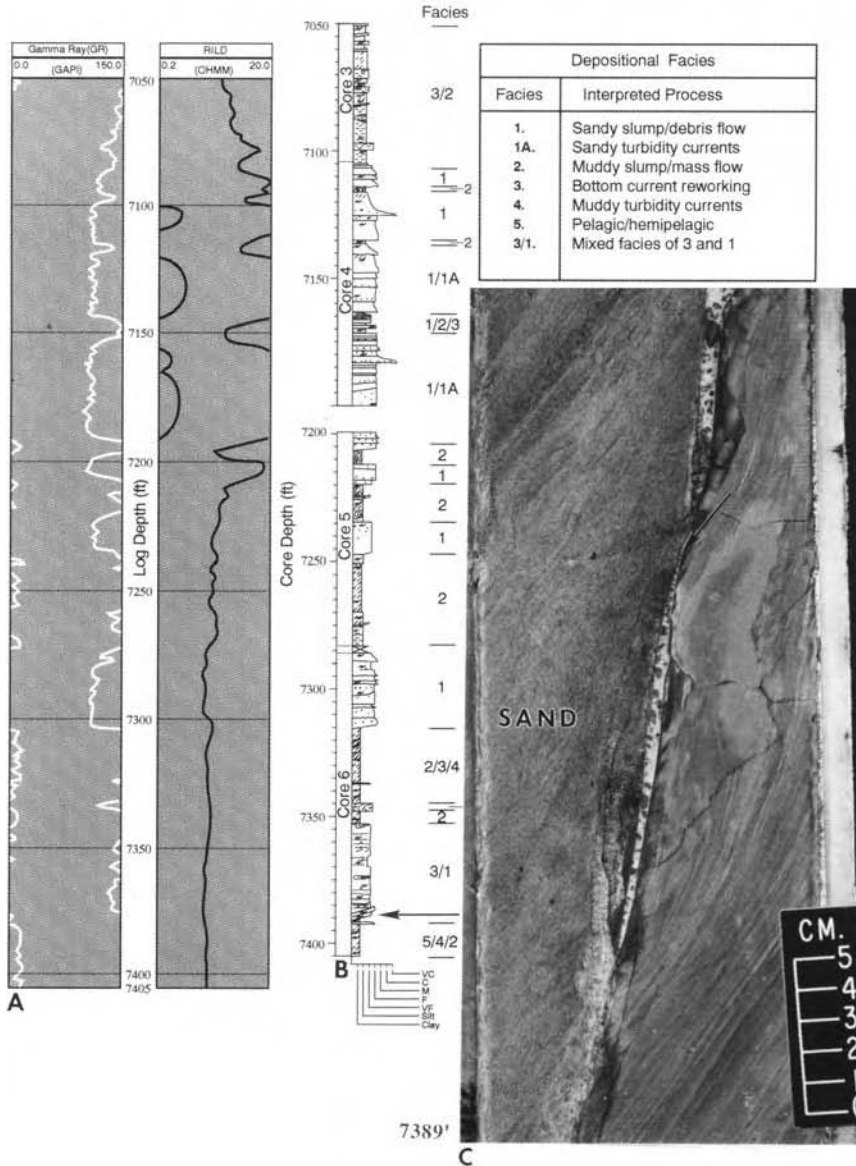 Gamma Ray(GR)
0.0 (GAPI) 150.0
RILD
0.2 (OHMM) 20.0
7050
7100
7150
7200
7250
7300
7350
7400
7405
Log Depth (ft)
A
7050
7100
7150
7200
7250
7300
7350
7400
Core Depth (ft)
Core 3
Core 4
Core 5
Core 6
B
VC
C
M
F
VF
Silt
Clay
Facies
3/2
1
2
1
2
1/1A
1/2/3
1/1A
2
1
2
1
2
1
2/3/4
2
3/1
5/4/2
Depositional Facies
Facies Interpreted Process
1. Sandy slump/debris flow
1A. Sandy turbidity currents
2. Muddy slump/mass flow
3. Bottom current reworking
4. Muddy turbidity currents
5. Pelagic/hemipelagic
3/1. Mixed facies of 3 and 1
SAND
CM.
5
4
3
2
1
0
7389'
C